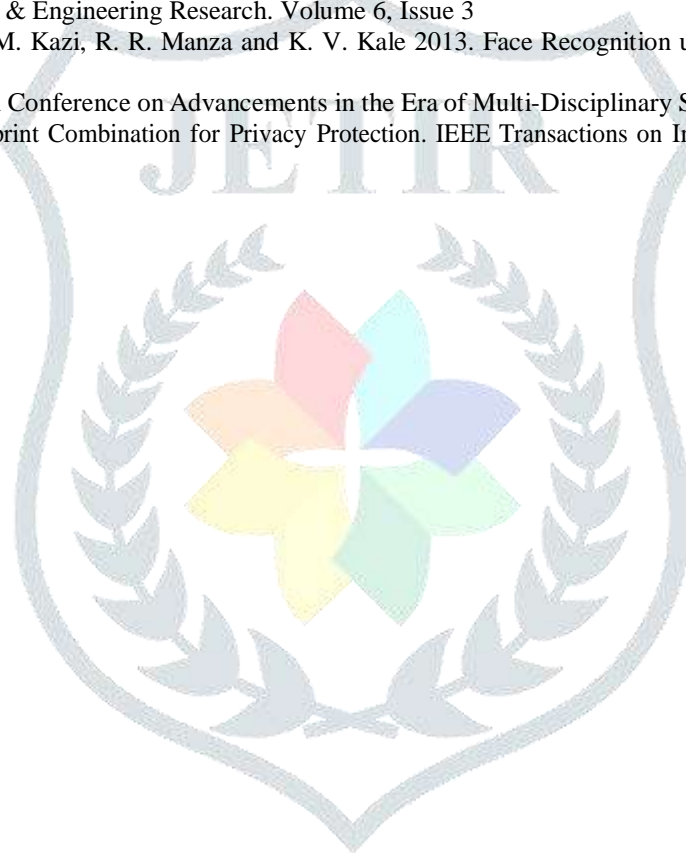 & Engineering Research. Volume 6, Issue 3
M. Kazi, R. R. Manza and K. V. Kale 2013. Face Recognition u
Conference on Advancements in the Era of Multi-Disciplinary S
print Combination for Privacy Protection. IEEE Transactions on In
JETIR